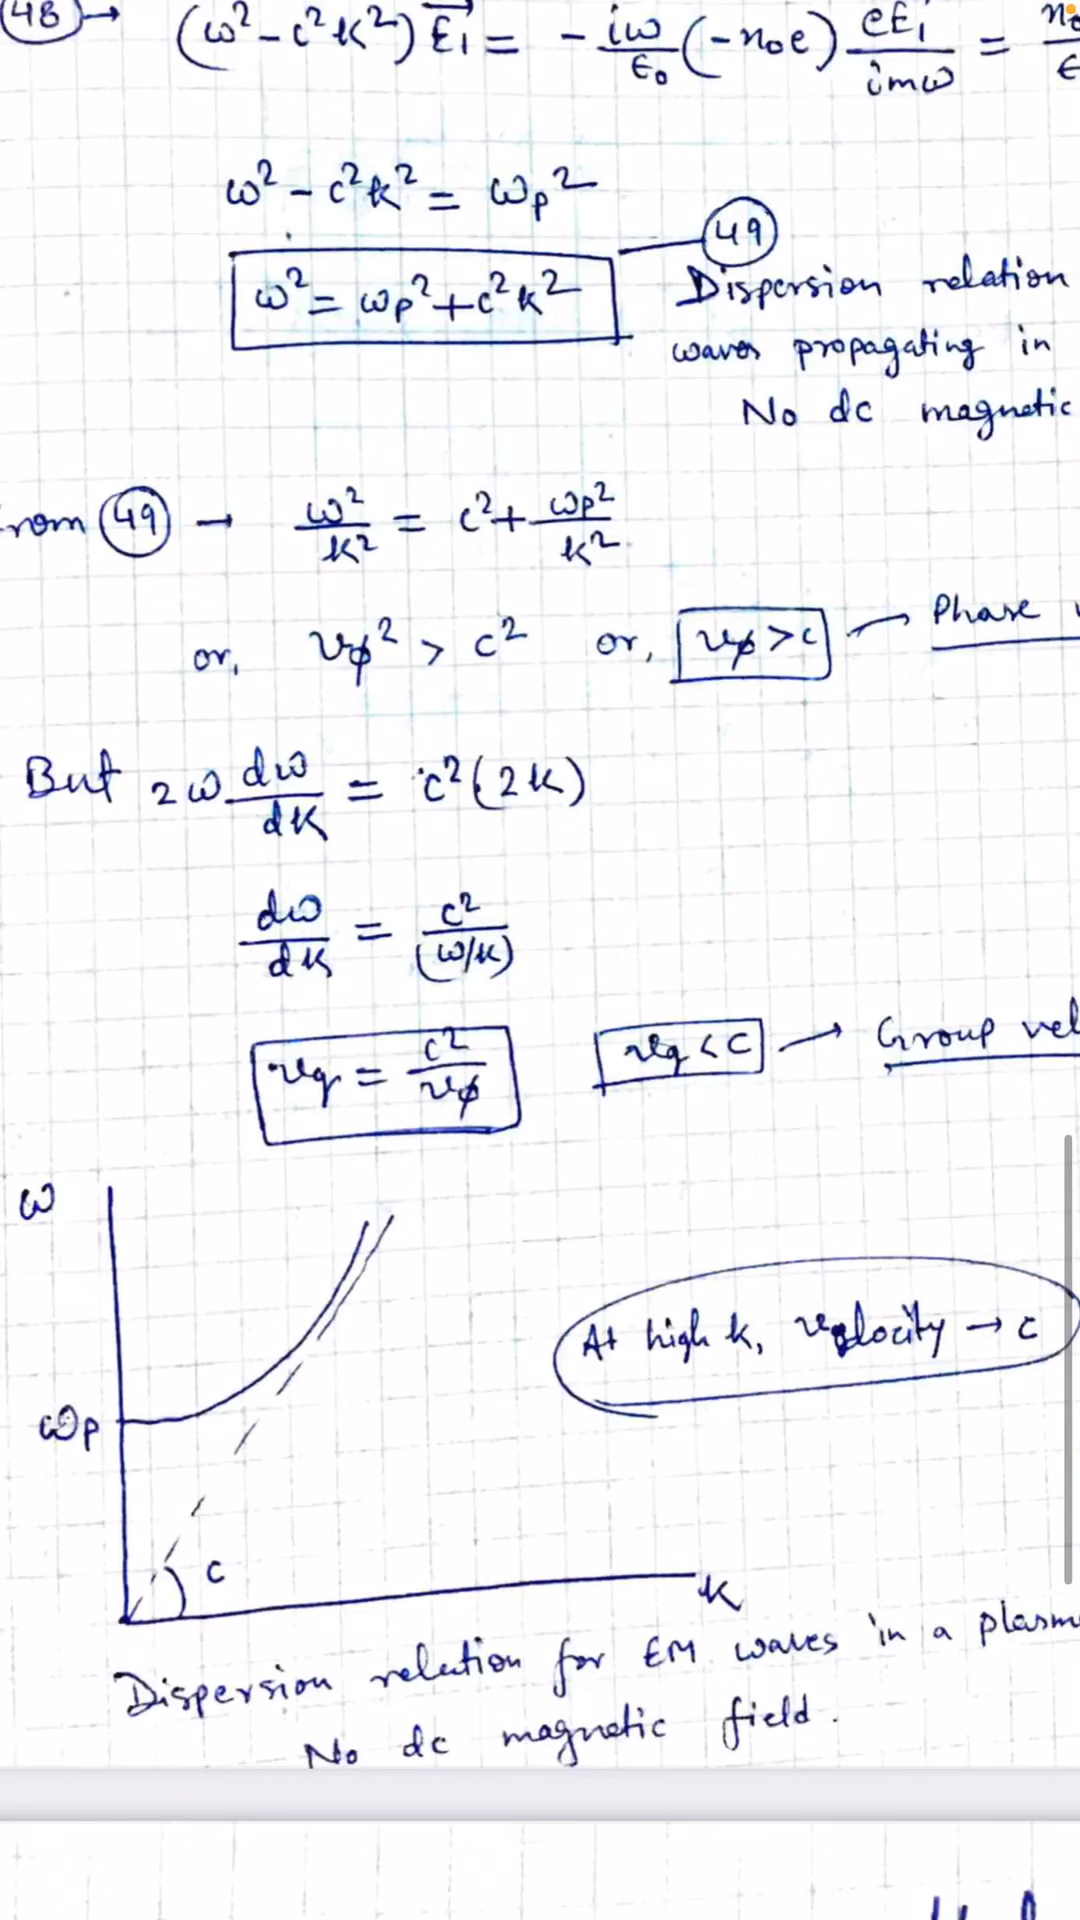 (48) → (ω² - c²k²) E₁ = - iω/ε₀ (-n₀e) eE₁/imω =
ω² - c²k² = ωp²
ω² = ωp² + c²k² (49)
Dispersion relation
waves propagating in
No dc magnetic
from (49) → ω²/k² = c² + ωp²/k²
or, vϕ² > c² or, vϕ > c → Phase
But 2ω dω/dk = c²(2k)
dω/dk = c²/(ω/k)
vg = c²/vϕ vg < c → Group vel
ω
At high k, velocity → c
ωp
c
k
Dispersion relation for EM waves in a plasma
No dc magnetic field.